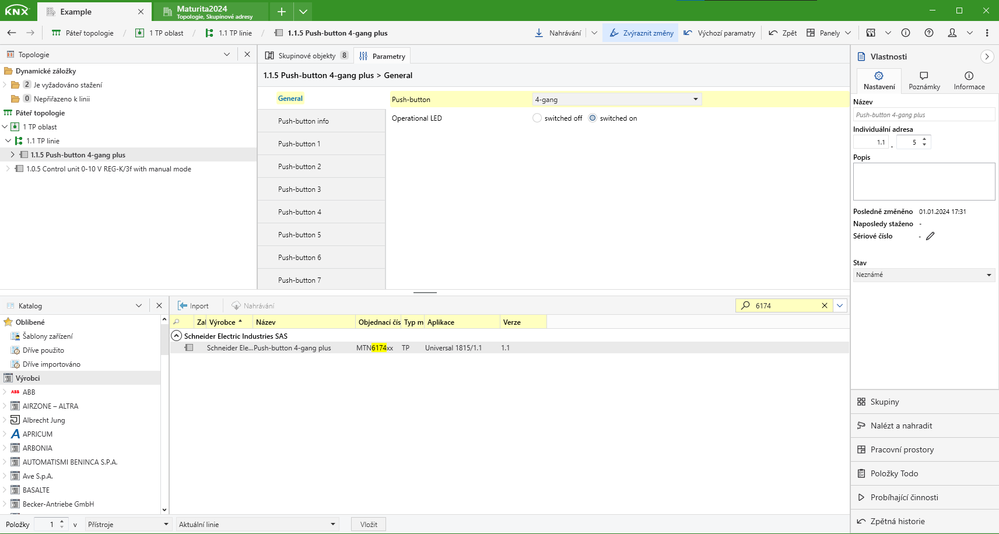 KNX
Example
Maturita2024
Topologie, Skupinové adresy
Páteř topologie / 1 TP oblast / 1.1 TP linie / 1.1.5 Push-button 4-gang plus
Nahrávání
Zvýraznit změny
Výchozí paramatry
Zpět
Panely
Topologie
Dynamické záložky
2 Je vyžadováno stažení
0 Nepřiřazeno k linii
Páteř topologie
1 TP oblast
1.1 TP linie
1.1.5 Push-button 4-gang plus
1.0.5 Control unit 0-10 V REG-K/3f with manual mode
Skupinové objekty 8
Parametry
1.1.5 Push-button 4-gang plus > General
General
Push-button info
Push-button 1
Push-button 2
Push-button 3
Push-button 4
Push-button 5
Push-button 6
Push-button 7
Push-button 4-gang
Operational LED switched off switched on
Vlastnosti
Nastavení
Poznámky
Informace
Název
Push-button 4-gang plus
Individuální adresa
1.1 . 5
Popis
Posledně změněno 01.01.2024 17:31
Naposledy staženo -
Sériové číslo -
Stav
Neznámé
Skupiny
Nalézt a nahradit
Pracovní prostory
Položky Todo
Probíhající činnosti
Zpětná historie
Katalog
Oblíbené
Šablony zařízení
Dříve použito
Dříve importováno
Výrobci
ABB ABB
AIRZONE – ALTRA
Albrecht Jung
APRICUM
ARBONIA
AUTOMATISMI BENINCA S.P.A.
Ave S.p.A.
BASALTE
Becker-Antriebe GmbH
Inport
Nahrávání
6174
Zal Výrobce Název Objednací čís Typ m Aplikace Verze
Schneider Electric Industries SAS
Schneider Ele... Push-button 4-gang plus MTN6174xx TP Universal 1815/1.1 1.1
Položky 1 v Přístroje Aktuální linie Vložit